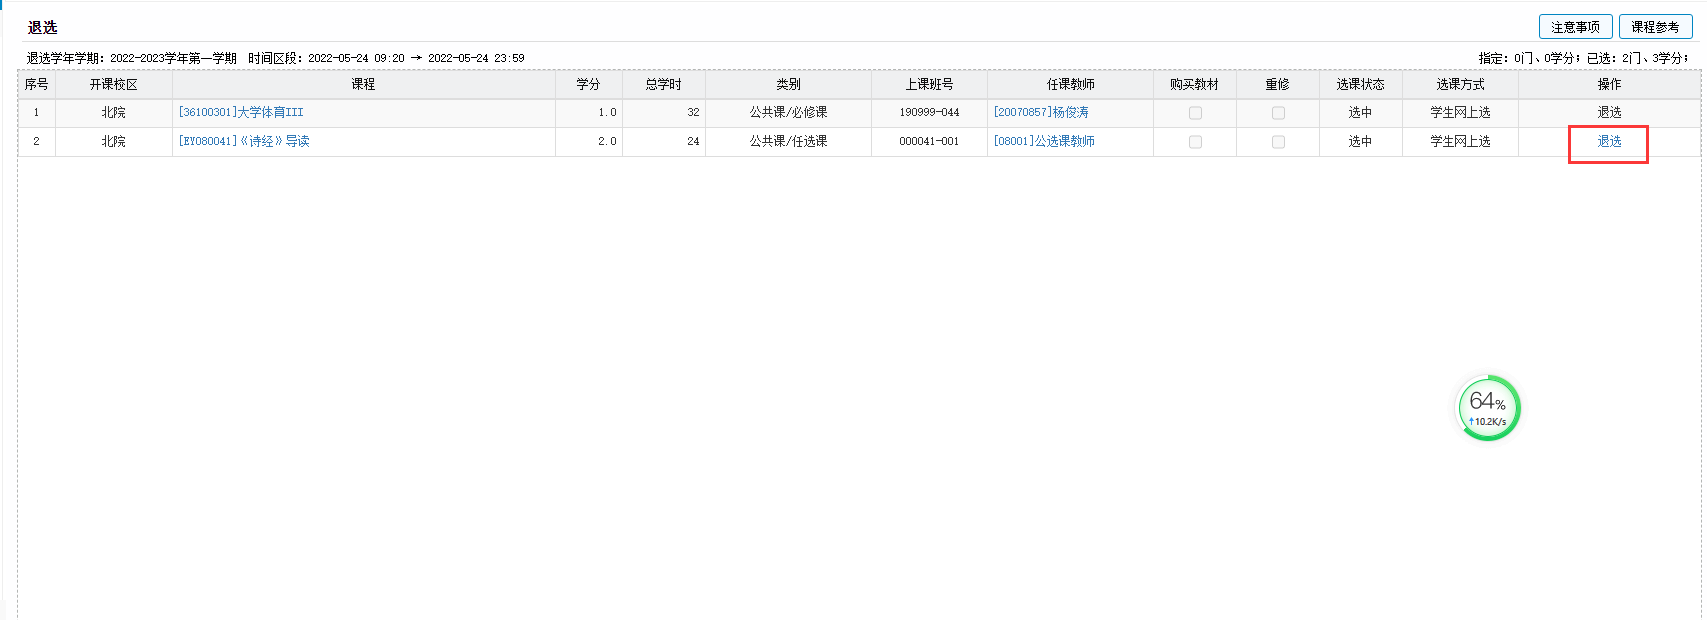 退选
注意事项 课程参考
退选学年学期：2022-2023学年第一学期 时间区段：2022-05-24 09:20 → 2022-05-24 23:59 指定：0门、0学分；已选：2门、3学分；
序号 开课校区 课程 学分 总学时 类别 上课班号 任课教师 购买教材 重修 选课状态 选课方式 操作
1 北院 [36100301]大学体育III 1.0 32 公共课/必修课 190999-044 [20070857]杨俊涛 选中 学生网上选 退选
2 北院 [EY080041]《诗经》导读 2.0 24 公共课/任选课 000041-001 [08001]公选课教师 选中 学生网上选 退选
64%
↑10.2K/s